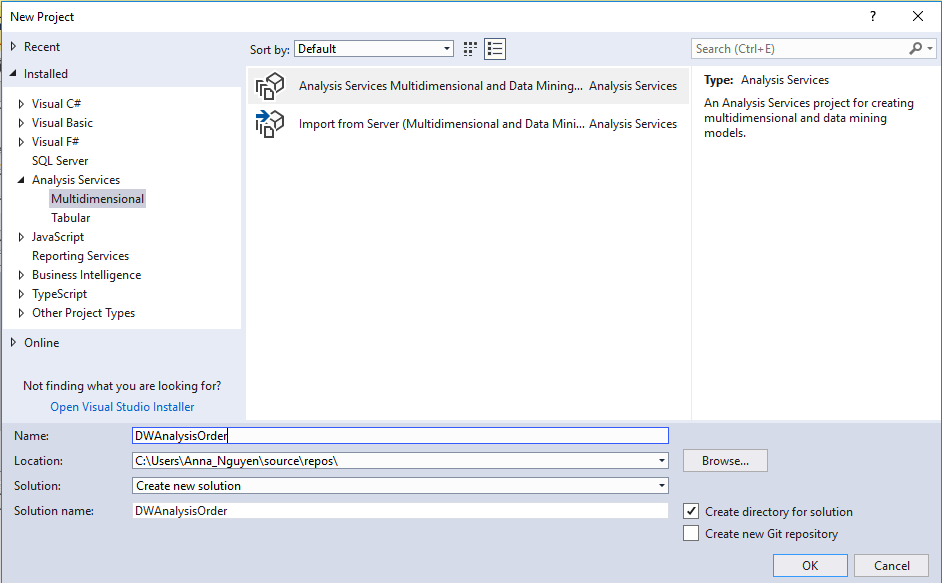 New Project
?
Recent
Installed
Visual C#
Visual Basic
Visual F#
SQL Server
Analysis Services
Multidimensional
Tabular
JavaScript
Reporting Services
Business Intelligence
TypeScript
Other Project Types
Online
Not finding what you are looking for?
Open Visual Studio Installer
Sort by: Default
Analysis Services Multidimensional and Data Mining... Analysis Services
Import from Server (Multidimensional and Data Mini... Analysis Services
Search (Ctrl+E)
Type: Analysis Services
An Analysis Services project for creating
multidimensional and data mining
models.
Name: DWAnalysisOrder
Location: C:\Users\Anna_Nguyen\source\repos\
Browse...
Solution: Create new solution
Solution name: DWAnalysisOrder
Create directory for solution
Create new Git repository
OK
Cancel